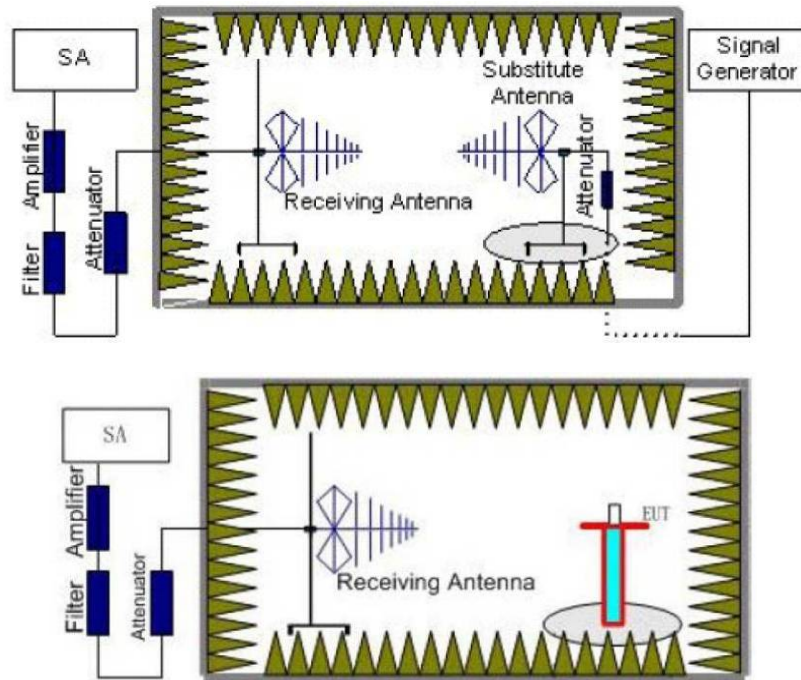 SA
Signal
Generator
Substitute
Antenna
Amplifier
Attenuator
Attenuator
Receiving Antenna
Filter
SA
Amplifier
EUT
Receiving Antenna
Filter
Attenuator